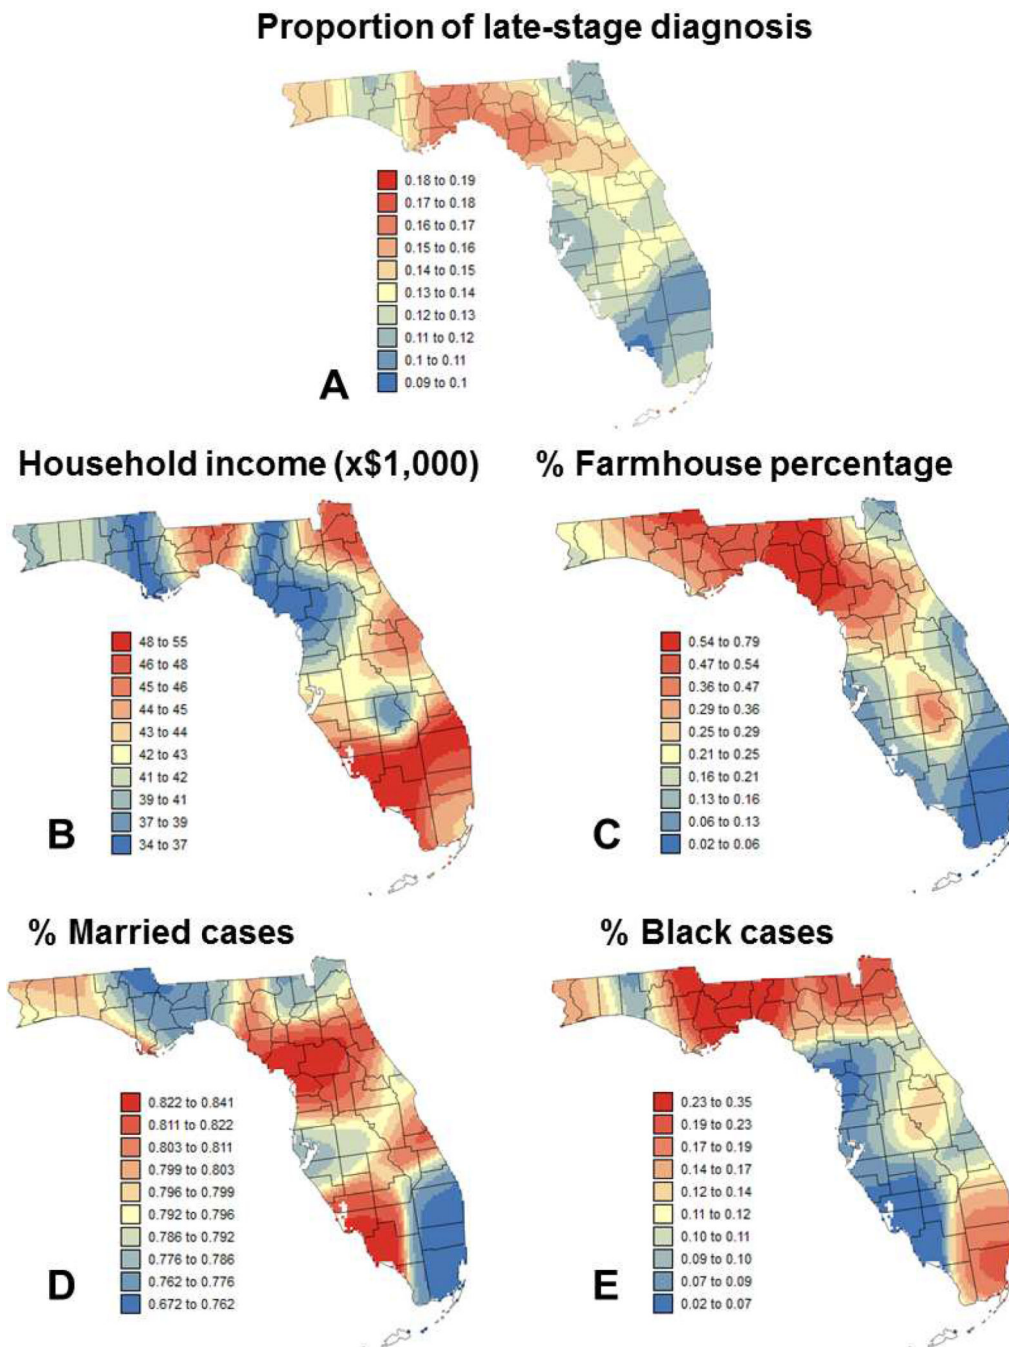 Proportion of late-stage diagnosis
0.18 to 0.19
0.17 to 0.18
0.16 to 0.17
0.15 to 0.16
0.14 to 0.15
0.13 to 0.14
0.12 to 0.13
0.11 to 0.12
0.1 to 0.11
0.09 to 0.1
A
Household income (x$1,000)
48 to 55
46 to 48
45 to 46
44 to 45
43 to 44
42 to 43
41 to 42
39 to 41
37 to 39
34 to 37
B
% Farmhouse percentage
0.54 to 0.79
0.47 to 0.54
0.36 to 0.47
0.29 to 0.36
0.25 to 0.29
0.21 to 0.25
0.16 to 0.21
0.13 to 0.16
0.06 to 0.13
0.02 to 0.06
C
% Married cases
0.822 to 0.841
0.811 to 0.822
0.803 to 0.811
0.799 to 0.803
0.796 to 0.799
0.792 to 0.796
0.786 to 0.792
0.776 to 0.786
0.762 to 0.776
0.672 to 0.762
D
% Black cases
0.23 to 0.35
0.19 to 0.23
0.17 to 0.19
0.14 to 0.17
0.12 to 0.14
0.11 to 0.12
0.10 to 0.11
0.09 to 0.10
0.07 to 0.09
0.02 to 0.07
E